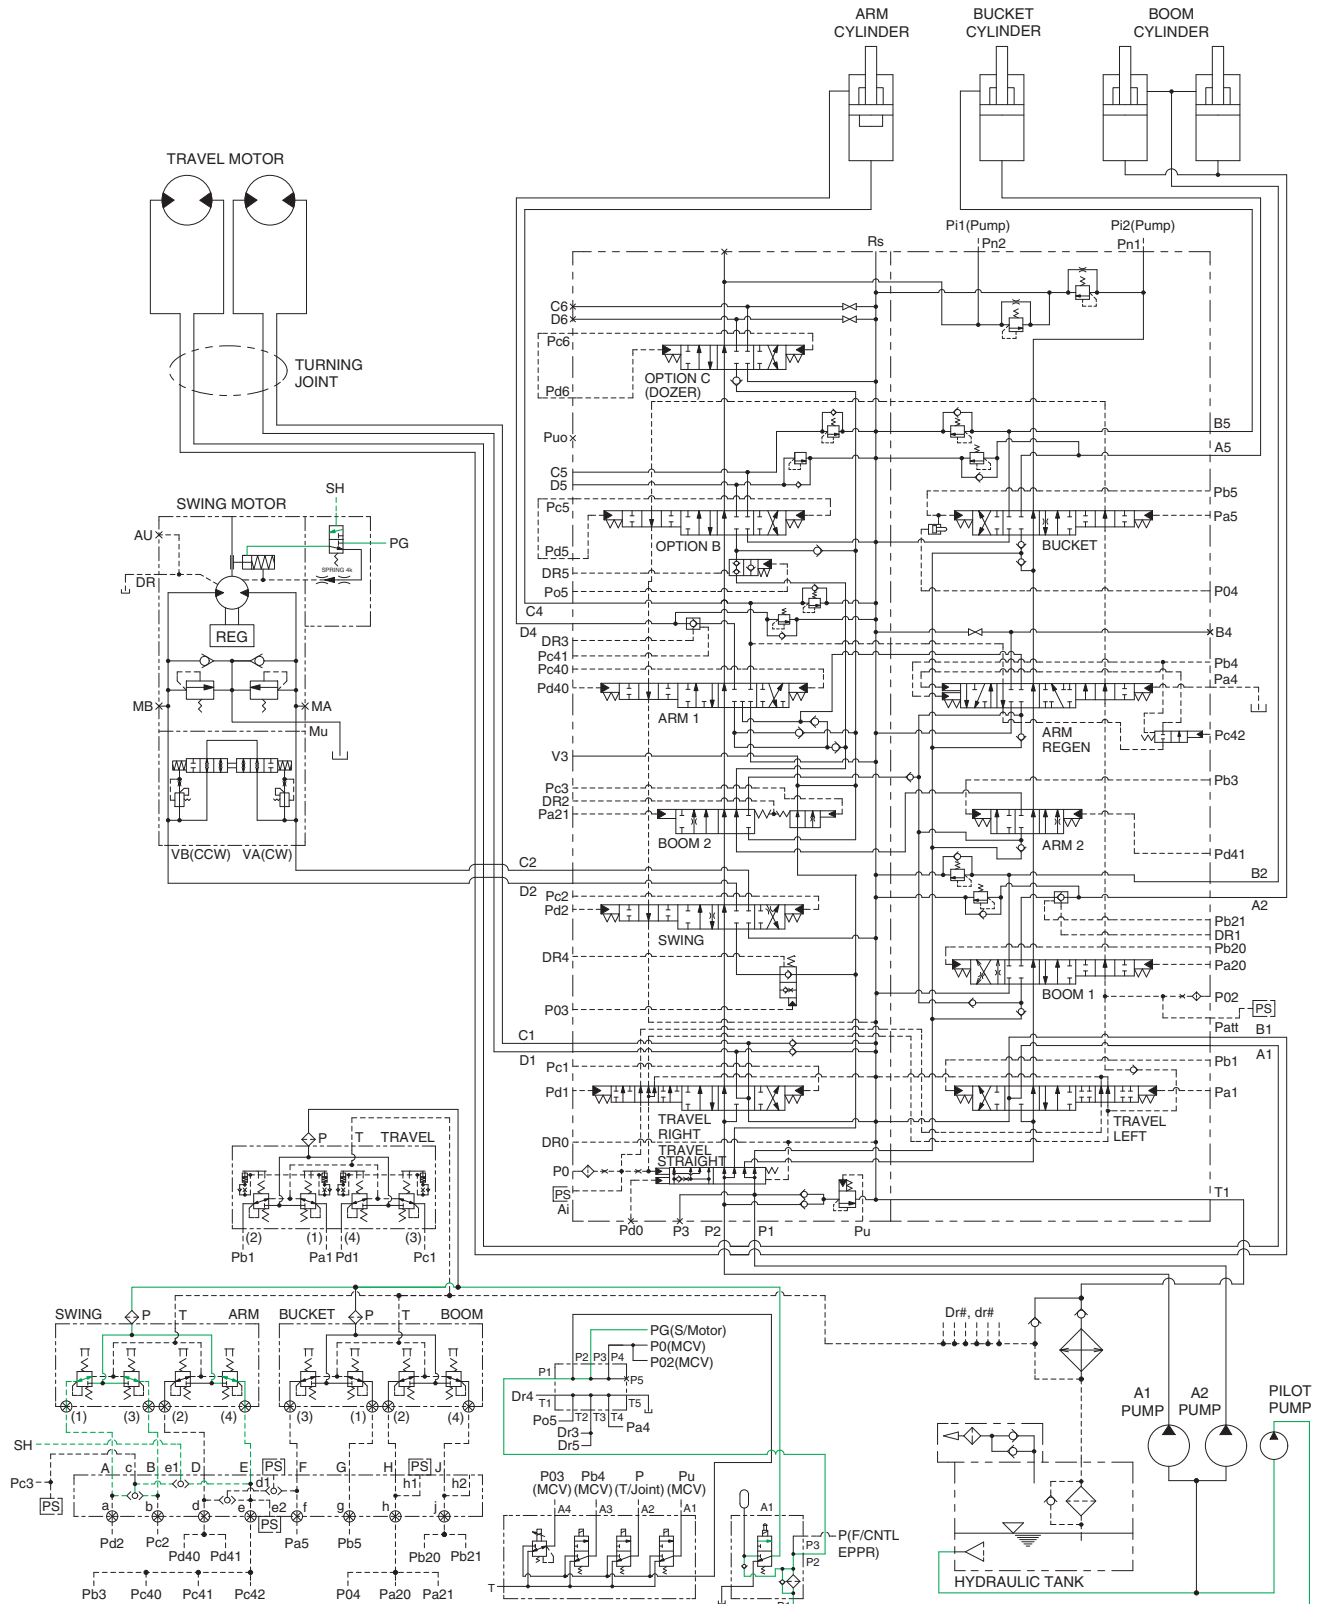 ARM
CYLINDER
BUCKET
CYLINDER
BOOM
CYLINDER
TRAVEL MOTOR
TURNING
JOINT
Rs
Pi1(Pump)
Pn2
Pi2(Pump)
Pn1
C6
D6
Pc6
Pd6
OPTION C
(DOZER)
Puo
C5
D5
Pc5
Pd5
OPTION B
DR5
Po5
C4
D4
DR3
Pc41
Pc40
Pd40
ARM 1
V3
Pc3
DR2
Pa21
BOOM 2
C2
D2
Pc2
Pd2
SWING
DR4
P03
C1
D1
Pc1
Pd1
TRAVEL
RIGHT
DR0
TRAVEL
STRAIGHT
P0
PS
Ai
Pd0
P3
P2
P1
Pu
B5
A5
Pb5
Pa5
BUCKET
P04
B4
Pb4
Pa4
ARM
REGEN
Pc42
Pb3
ARM 2
Pd41
B2
A2
Pb21
DR1
Pb20
Pa20
BOOM 1
P02
PS
Patt
B1
A1
Pb1
Pa1
TRAVEL
LEFT
T1
SWING MOTOR
SH
PG
SPRING 4k
AU
DR
REG
MB
MA
Mu
VB(CCW)
VA(CW)
P
T
TRAVEL
(2)
(1)
(4)
(3)
Pb1
Pa1
Pd1
Pc1
SWING
P
T
ARM
BUCKET
P
T
BOOM
(1)
(3)
(2)
(4)
(3)
(1)
(2)
(4)
SH
Pc3
PS
A
c
B
e1
D
E
d1
PS
F
G
H
PS
h1
J
h2
a
b
d
e
e2
PS
f
g
h
j
Pd2
Pc2
Pd40
Pd41
Pa5
Pb5
Pb20
Pb21
Pb3
Pc40
Pc41
Pc42
P04
Pa20
Pa21
PG(S/Motor)
P0(MCV)
P02(MCV)
P1
P2
P3
P4
P5
Dr4
T1
T2
T3
T4
T5
Po5
Dr3
Dr5
Pa4
P03
(MCV)
Pb4
(MCV)
P
(T/Joint)
Pu
(MCV)
A4
A3
A2
A1
T
A1
P(F/CNTL
EPPR)
P3
P2
Dr#, dr#
A1
PUMP
A2
PUMP
PILOT
PUMP
HYDRAULIC TANK